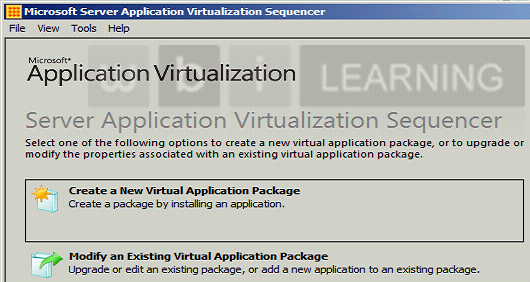 Microsoft Server Application Virtualization Sequencer
File View Tools Help
Microsoft®
Application Virtualization
wbi LEARNING
Server Application Virtualization Sequencer
Select one of the following options to create a new virtual application package, or to upgrade or
modify the properties associated with an existing virtual application package.
Create a New Virtual Application Package
Create a package by installing an application.
Modify an Existing Virtual Application Package
Upgrade or edit an existing package, or add a new application to an existing package.